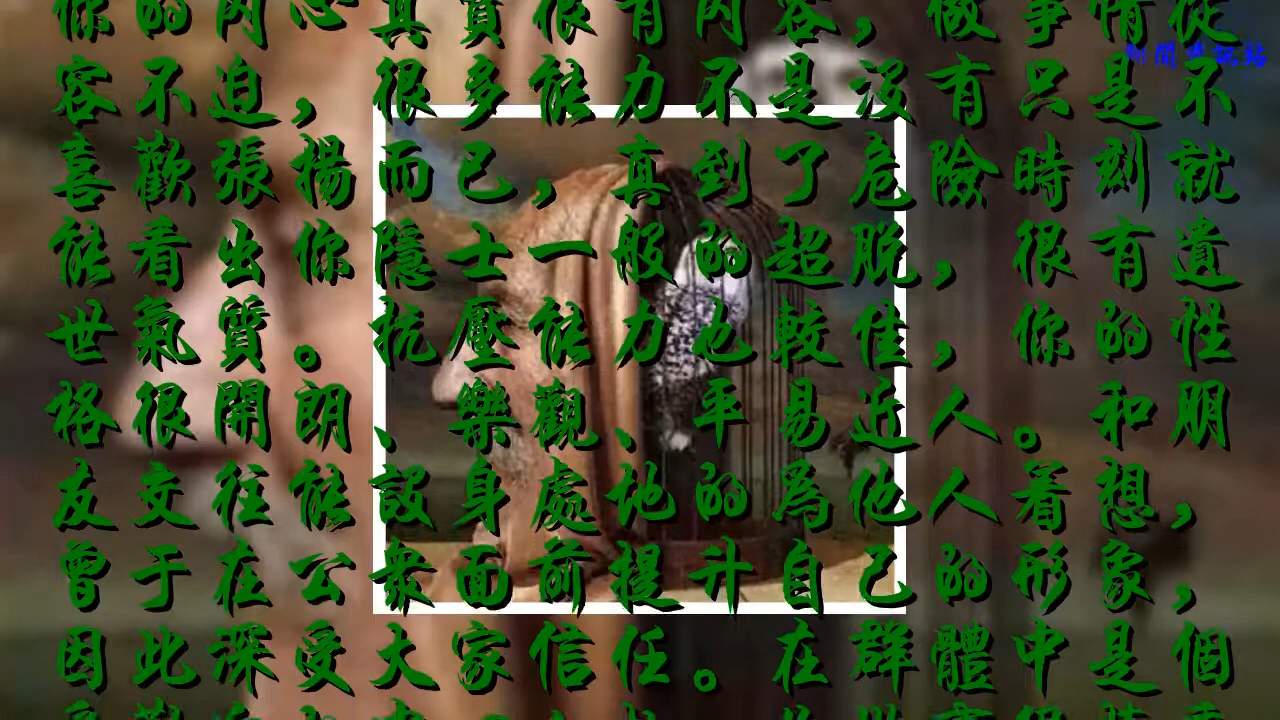 你的內心真實很有內容，做事情從
容不迫，很多能力不是沒有只是不
喜歡張揚而已，真到了危險時刻就
能看出你隱士一般的超脫，很有遺
世氣質。抗壓能力也較佳，你的性
格很開朗、樂觀、平易近人。和朋
友交往能設身處地的為他人著想，
曾于在公眾面前提升自己的形象，
因此深受大家信任。在群體中是個